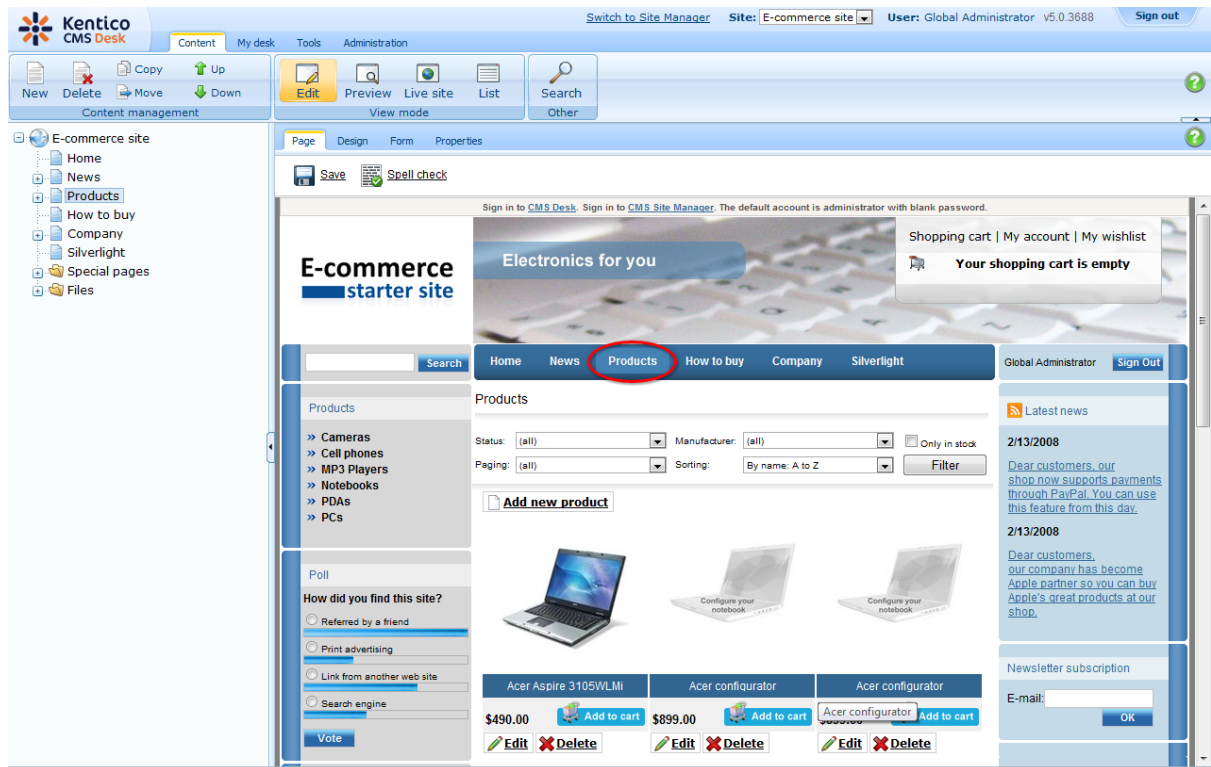 Kentico
CMS Desk
Switch to Site Manager Site: E-commerce site User: Global Administrator v5.0.3688 Sign out
Content My desk Tools Administration
New Delete Copy Move Up Down
Content management
Edit Preview Live site List
View mode
Search
Other
E-commerce site
Home
News
Products
How to buy
Company
Silverlight
Special pages
Files
Page Design Form Properties
Save Spell check
Sign in to CMS Desk. Sign in to CMS Site Manager. The default account is administrator with blank password.
E-commerce
starter site
Electronics for you
Shopping cart | My account | My wishlist
Your shopping cart is empty
Search
Home News Products How to buy Company Silverlight
Global Administrator Sign Out
Products
» Cameras
» Cell phones
» MP3 Players
» Notebooks
» PDAs
» PCs
Poll
How did you find this site?
Referred by a friend
Print advertising
Link from another web site
Search engine
Vote
Products
Status: (all) Manufacturer: (all) Only in stock
Paging: (all) Sorting: By name: A to Z Filter
Add new product
Configure your
notebook
Configure your
notebook
Acer Aspire 3105WLMi Acer configurator Acer configurator
$490.00 Add to cart $899.00 Add to cart Add to cart
Acer configurator
Edit Delete Edit Delete Edit Delete
Latest news
2/13/2008
Dear customers, our
shop now supports payments
through PayPal. You can use
this feature from this day.
2/13/2008
Dear customers,
our company has become
Apple partner so you can buy
Apple's great products at our
shop.
Newsletter subscription
E-mail:
OK